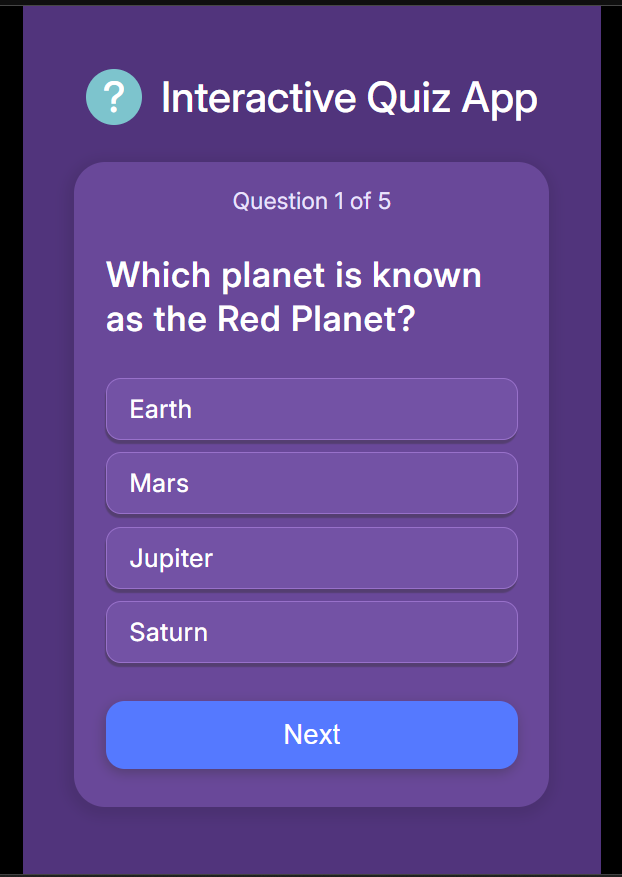 ? Interactive Quiz App
Question 1 of 5
Which planet is known
as the Red Planet?
Earth
Mars
Jupiter
Saturn
Next